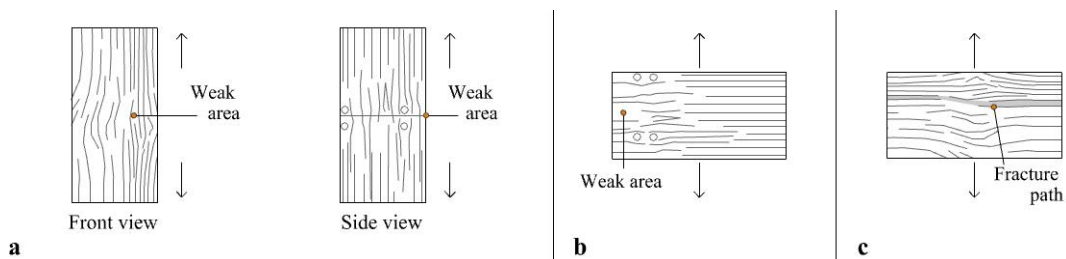 Weak
area
Front view
a
Weak
area
Side view
Weak area
b
Fracture
path
c